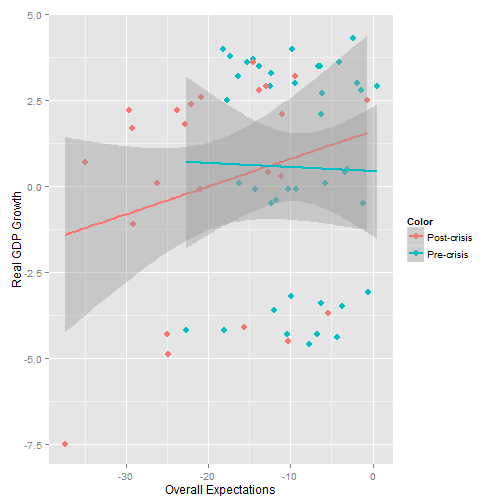 5.0
2.5
0.0
-2.5
-5.0
-7.5
Real GDP Growth
-30
-20
-10
0
Overall Expectations
Color
Post-crisis
Pre-crisis